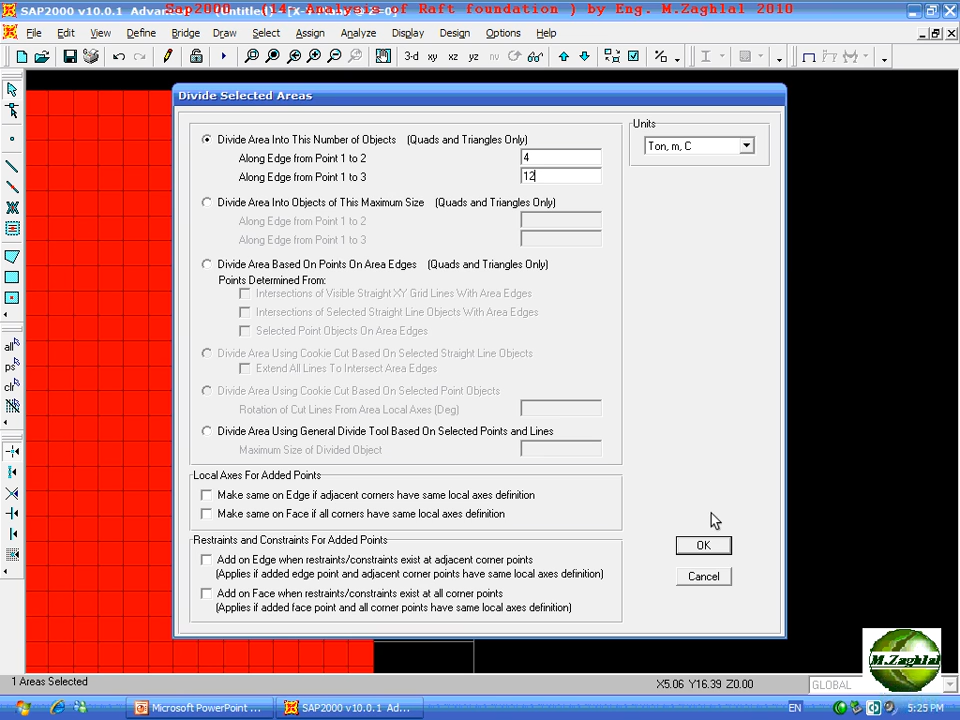 Sap2000 (14- Analysis of Raft foundation ) by Eng. M.Zaghlal 2010
SAP2000 v10.0.1 Advanced
(Untitled)
File Edit View Define Bridge Draw Select Assign Analyze Display Design Options Help
3-d xy xz yz nv
Divide Selected Areas
Divide Area Into This Number of Objects (Quads and Triangles Only)
Along Edge from Point 1 to 2 4
Along Edge from Point 1 to 3 12
Divide Area Into Objects of This Maximum Size (Quads and Triangles Only)
Along Edge from Point 1 to 2
Along Edge from Point 1 to 3
Divide Area Based On Points On Area Edges (Quads and Triangles Only)
Points Determined From:
Intersections of Visible Straight XY Grid Lines With Area Edges
Intersections of Selected Straight Line Objects With Area Edges
Selected Point Objects On Area Edges
Divide Area Using Cookie Cut Based On Selected Straight Line Objects
Extend All Lines To Intersect Area Edges
Divide Area Using Cookie Cut Based On Selected Point Objects
Rotation of Cut Lines From Area Local Axes (Deg)
Divide Area Using General Divide Tool Based On Selected Points and Lines
Maximum Size of Divided Object
Local Axes For Added Points
Make same on Edge if adjacent corners have same local axes definition
Make same on Face if all corners have same local axes definition
Restraints and Constraints For Added Points
Add on Edge when restraints/constraints exist at adjacent corner points
(Applies if added edge point and adjacent corner points have same local axes definition)
Add on Face when restraints/constraints exist at all corner points
(Applies if added face point and all corner points have same local axes definition)
Units
Ton, m, C
OK
Cancel
all
ps
clr
M.Zaghlal
1 Areas Selected
X5.06 Y16.39 Z0.00
GLOBAL
Microsoft PowerPoint ...
SAP2000 v10.0.1 Ad...
EN
5:25 PM